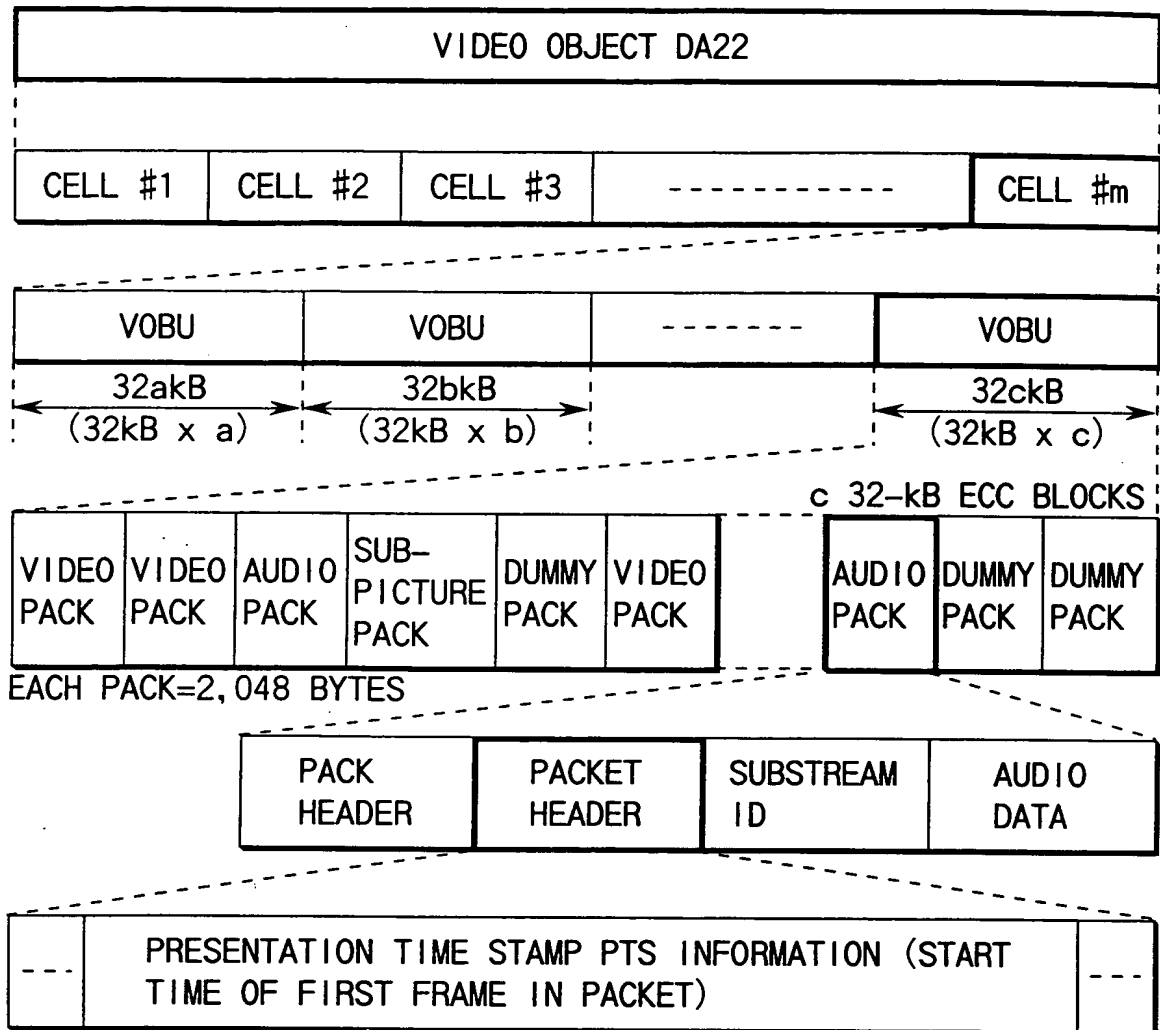 VIDEO OBJECT DA22
CELL #1 CELL #2 CELL #3 ----------- CELL #m
VOBU VOBU ------- VOBU
32akB 32bkB 32ckB
(32kB x a) (32kB x b) (32kB x c)
c 32-kB ECC BLOCKS
VIDEO PACK
VIDEO PACK
AUDIO PACK
SUB-
PICTURE
PACK
DUMMY PACK
VIDEO PACK
AUDIO PACK
DUMMY PACK
DUMMY PACK
EACH PACK=2,048 BYTES
PACK
HEADER
PACKET
HEADER
SUBSTREAM
ID
AUDIO
DATA
--- PRESENTATION TIME STAMP PTS INFORMATION (START
TIME OF FIRST FRAME IN PACKET) ---